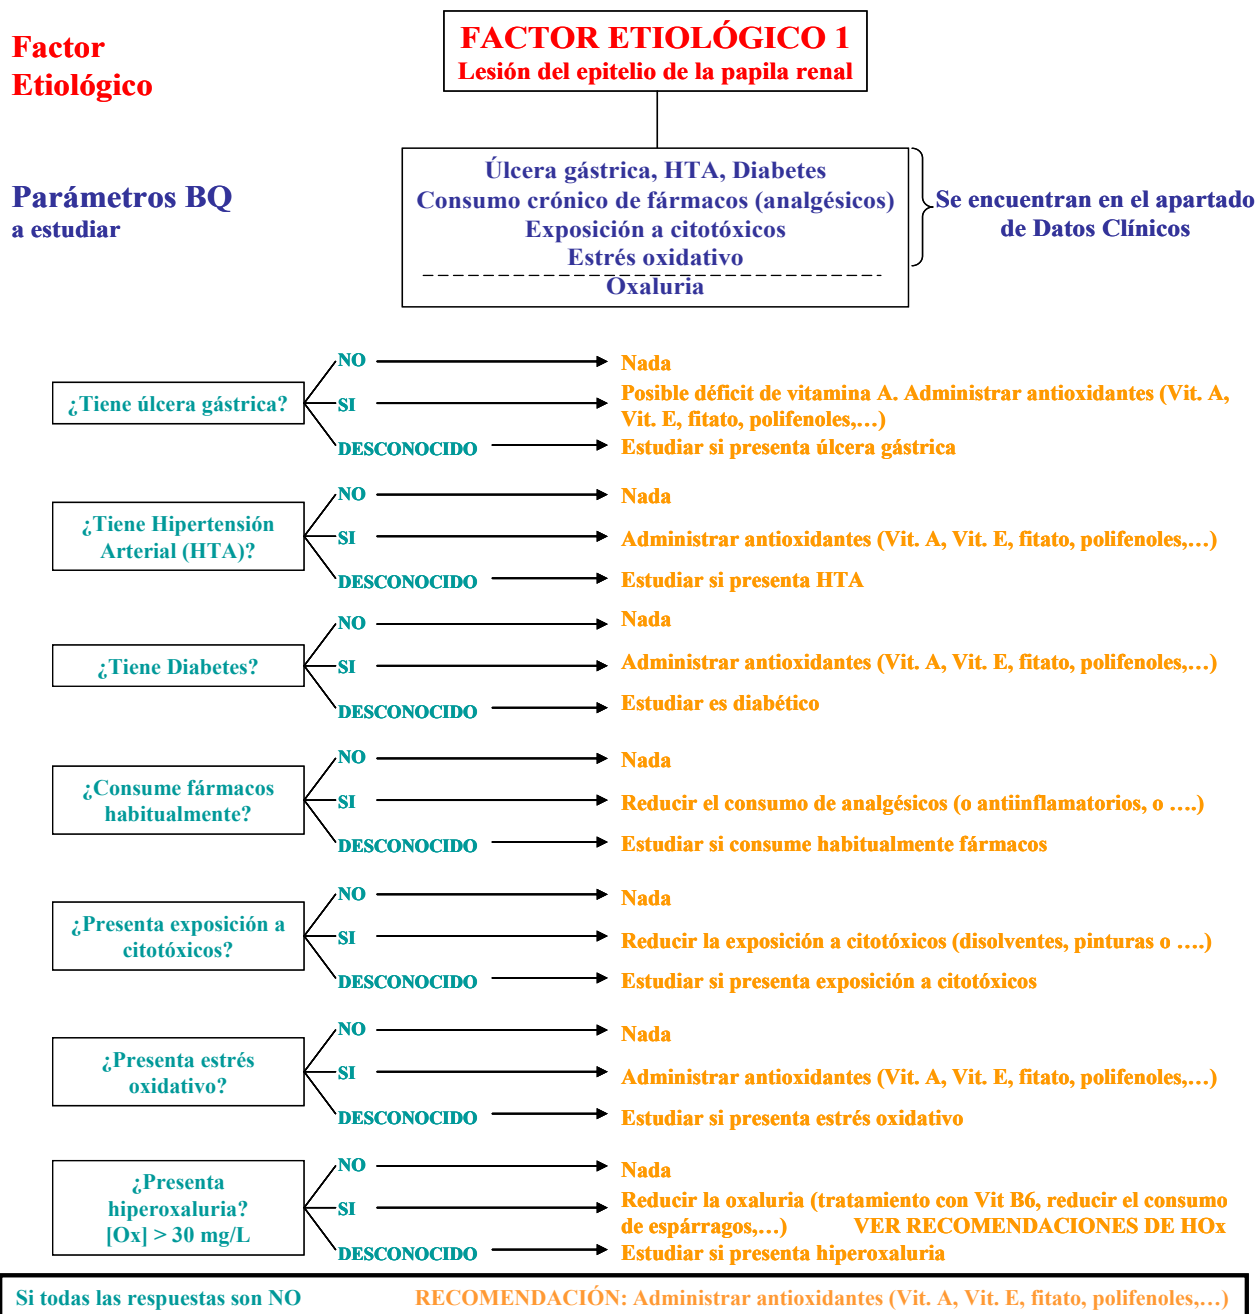 Factor
Etiológico
FACTOR ETIOLÓGICO 1
Lesión del epitelio de la papila renal
Parámetros BQ
a estudiar
Úlcera gástrica, HTA, Diabetes
Consumo crónico de fármacos (analgésicos)
Exposición a citotóxicos
Estrés oxidativo
Oxaluria
Se encuentran en el apartado
de Datos Clínicos
¿Tiene úlcera gástrica?
NO
Nada
SI
Posible déficit de vitamina A. Administrar antioxidantes (Vit. A,
Vit. E, fitato, polifenoles,…)
DESCONOCIDO
Estudiar si presenta úlcera gástrica
¿Tiene Hipertensión
Arterial (HTA)?
NO
Nada
SI
Administrar antioxidantes (Vit. A, Vit. E, fitato, polifenoles,…)
DESCONOCIDO
Estudiar si presenta HTA
¿Tiene Diabetes?
NO
Nada
SI
Administrar antioxidantes (Vit. A, Vit. E, fitato, polifenoles,…)
DESCONOCIDO
Estudiar es diabético
¿Consume fármacos
habitualmente?
NO
Nada
SI
Reducir el consumo de analgésicos (o antiinflamatorios, o ….)
DESCONOCIDO
Estudiar si consume habitualmente fármacos
¿Presenta exposición a
citotóxicos?
NO
Nada
SI
Reducir la exposición a citotóxicos (disolventes, pinturas o ….)
DESCONOCIDO
Estudiar si presenta exposición a citotóxicos
¿Presenta estrés
oxidativo?
NO
Nada
SI
Administrar antioxidantes (Vit. A, Vit. E, fitato, polifenoles,…)
DESCONOCIDO
Estudiar si presenta estrés oxidativo
¿Presenta
hiperoxaluria?
[Ox] > 30 mg/L
NO
Nada
SI
Reducir la oxaluria (tratamiento con Vit B6, reducir el consumo
de espárragos,…) VER RECOMENDACIONES DE HOx
DESCONOCIDO
Estudiar si presenta hiperoxaluria
Si todas las respuestas son NO RECOMENDACIÓN: Administrar antioxidantes (Vit. A, Vit. E, fitato, polifenoles,…)